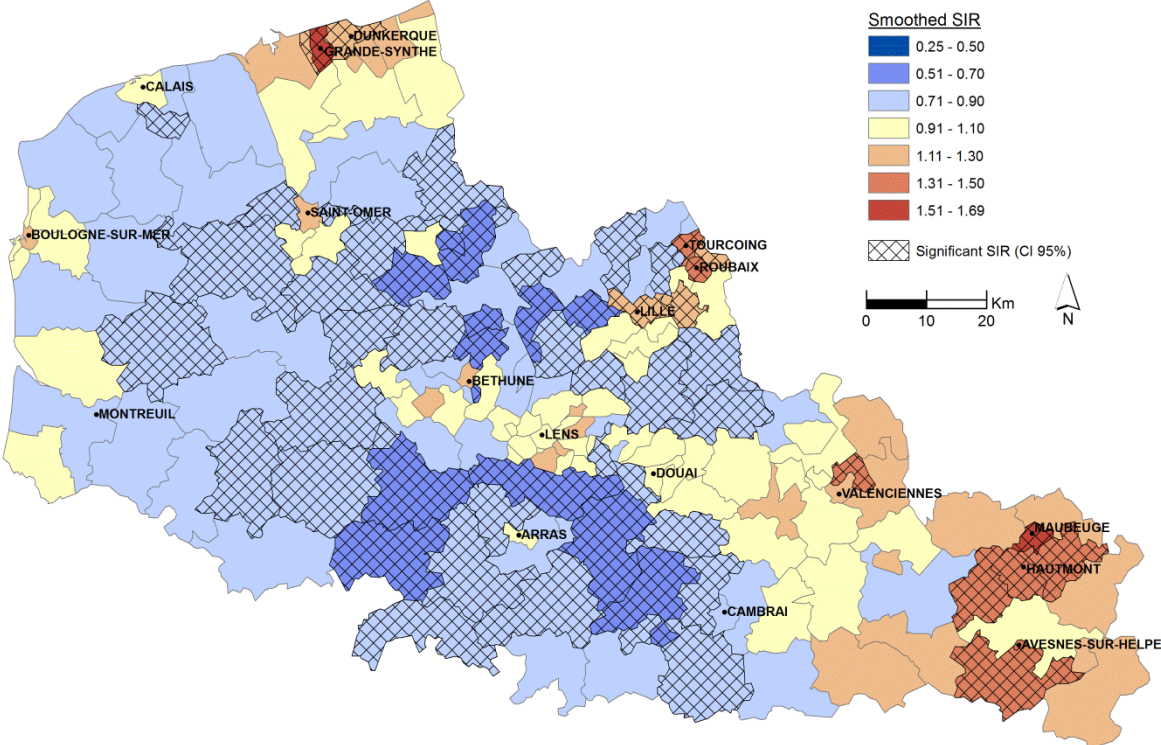 Smoothed SIR
0.25 - 0.50
0.51 - 0.70
0.71 - 0.90
0.91 - 1.10
1.11 - 1.30
1.31 - 1.50
1.51 - 1.69
Significant SIR (CI 95%)
Km
0 10 20
N
DUNKERQUE
GRANDE-SYNTHE
CALAIS
SAINT-OMER
BOULOGNE-SUR-MER
TOURCOING
ROUBAIX
LILLE
BETHUNE
MONTREUIL
LENS
DOUAI
VALENCIENNES
ARRAS
MAUBEUGE
HAUTMONT
CAMBRAI
AVESNES-SUR-HELPE